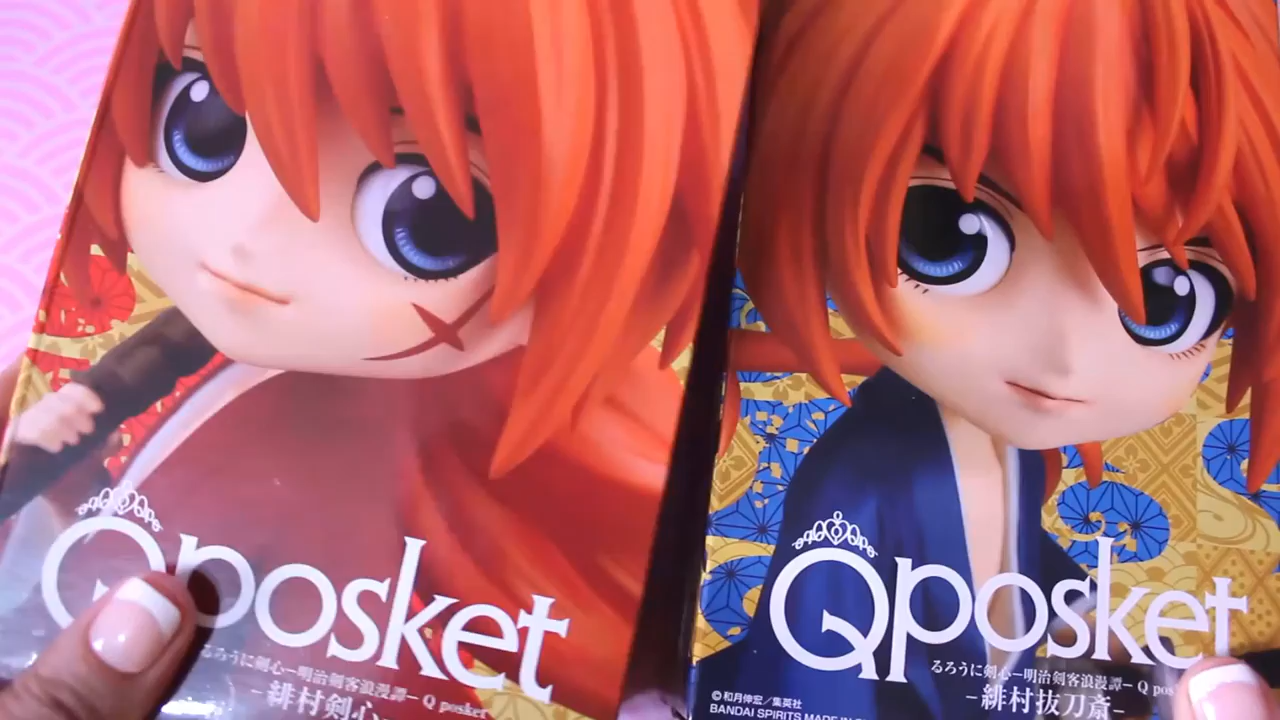 Qposket
るろうに剣心－明治剣客浪漫譚－ Q posket
－緋村剣心－
Qposket
るろうに剣心－明治剣客浪漫譚－ Q pos
－緋村抜刀斎－
©和月伸宏／集英社
BANDAI SPIRITS MADE IN